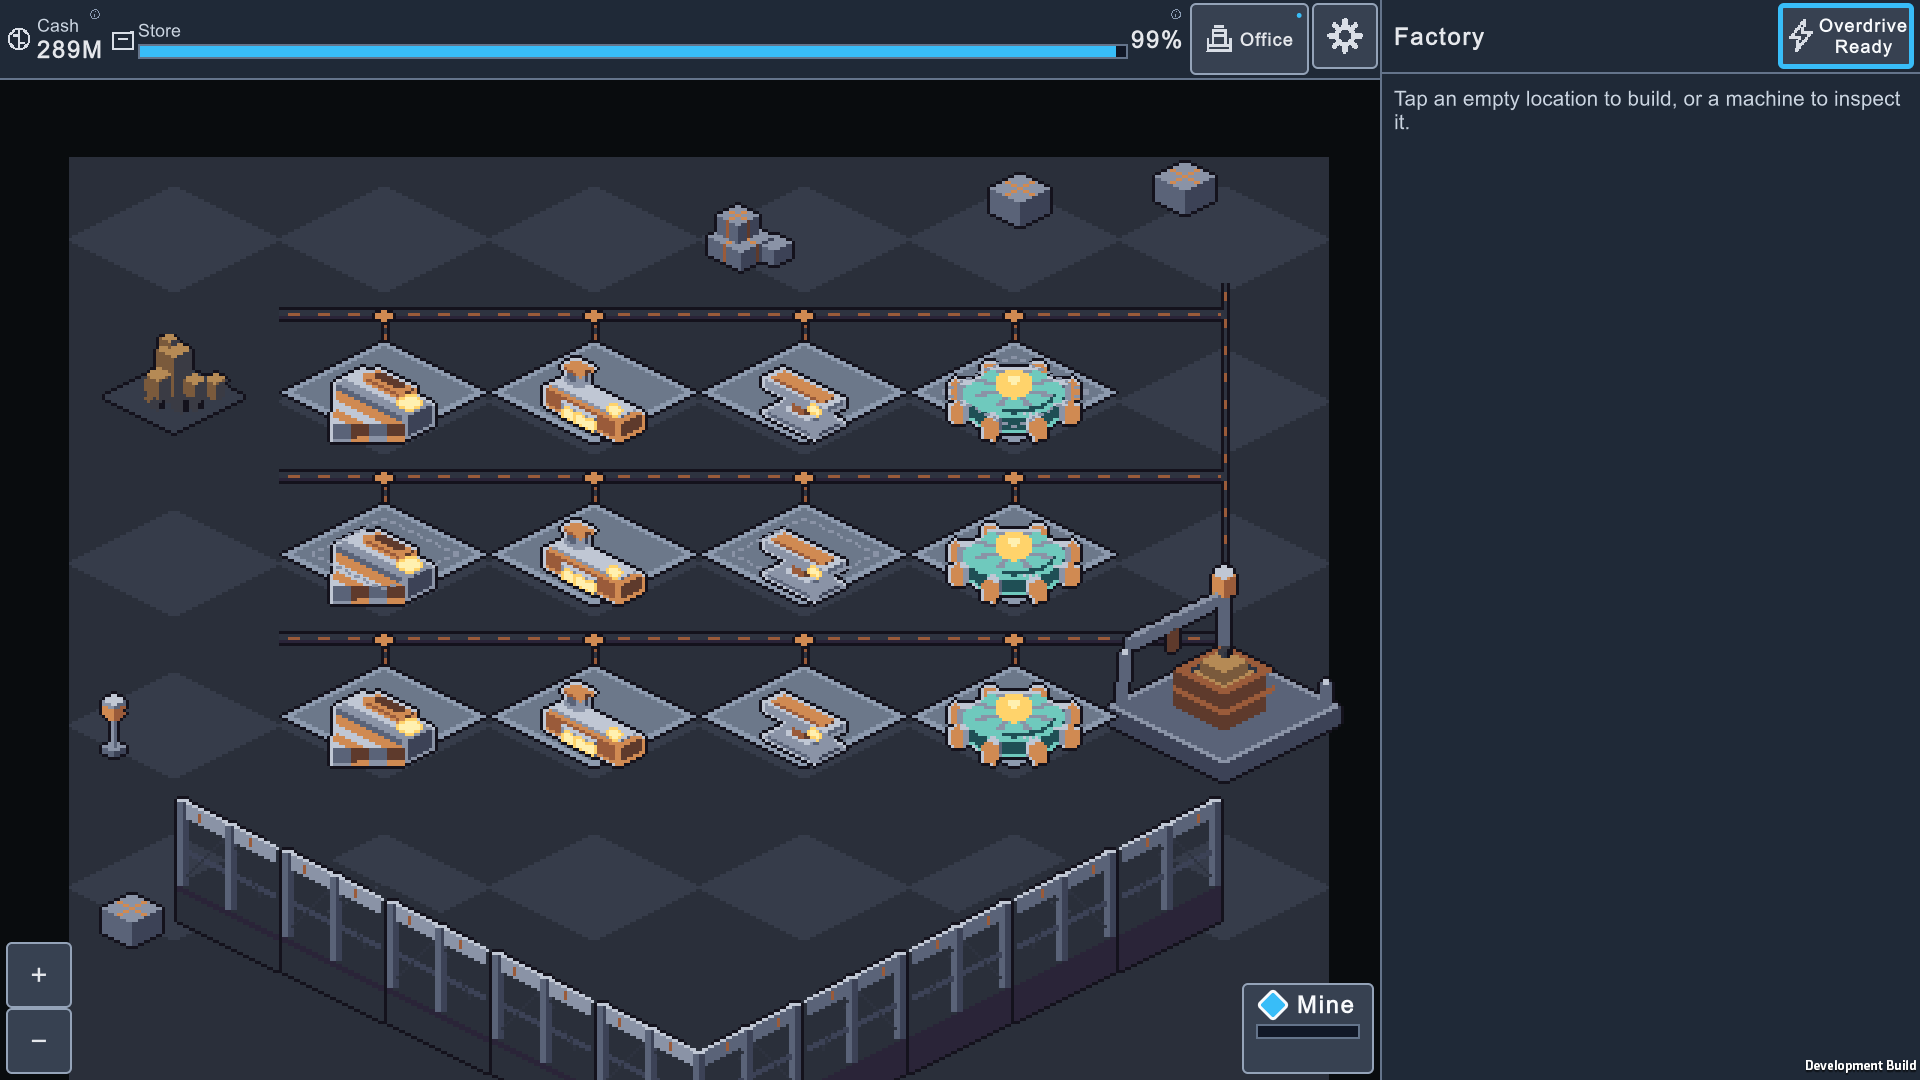 Cash
289M
Store
99%
Office
Factory
Overdrive
Ready
Tap an empty location to build, or a machine to inspect
it.
+
−
Mine
Development Build